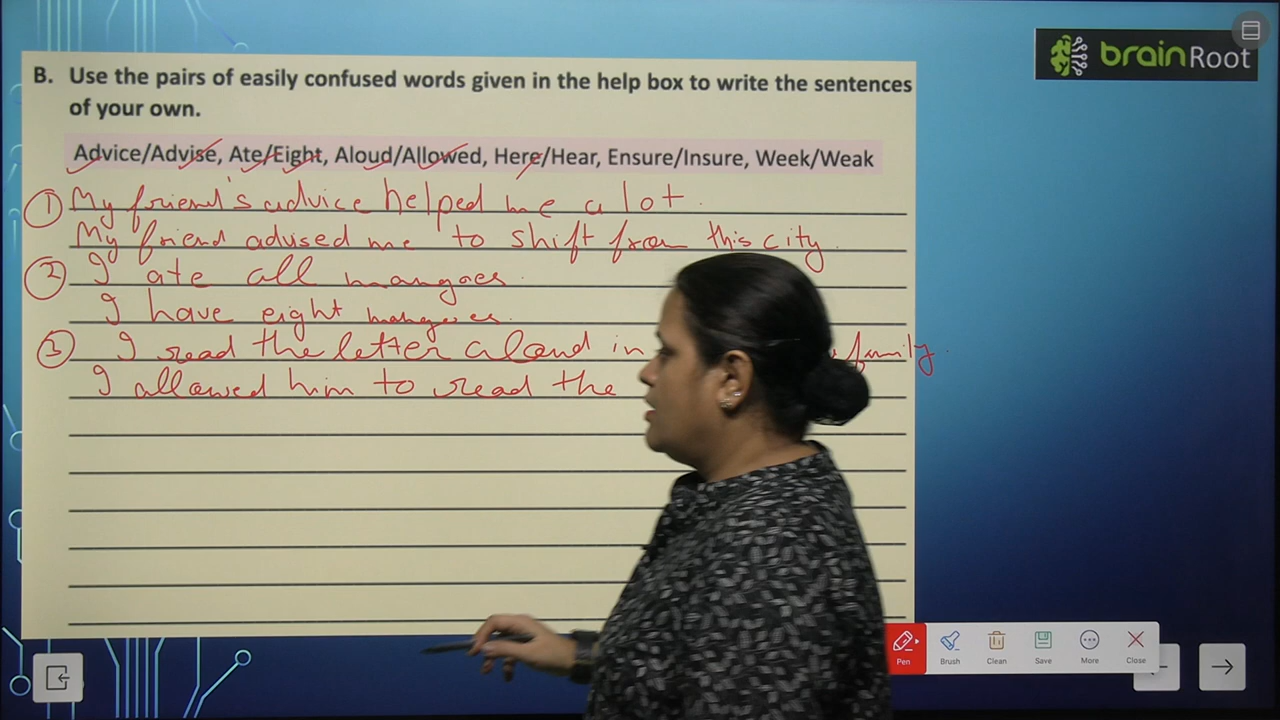 brainRoot
B. Use the pairs of easily confused words given in the help box to write the sentences
of your own.
Advice/Advise, Ate/Eight, Aloud/Allowed, Here/Hear, Ensure/Insure, Week/Weak
① My friend's advice helped me a lot.
My friend advised me to shift from this city.
② I ate all mangoes.
I have eight mangoes.
③ I read the letter aloud in family.
I allowed him to read the
Pen Brush Clean Save More Close